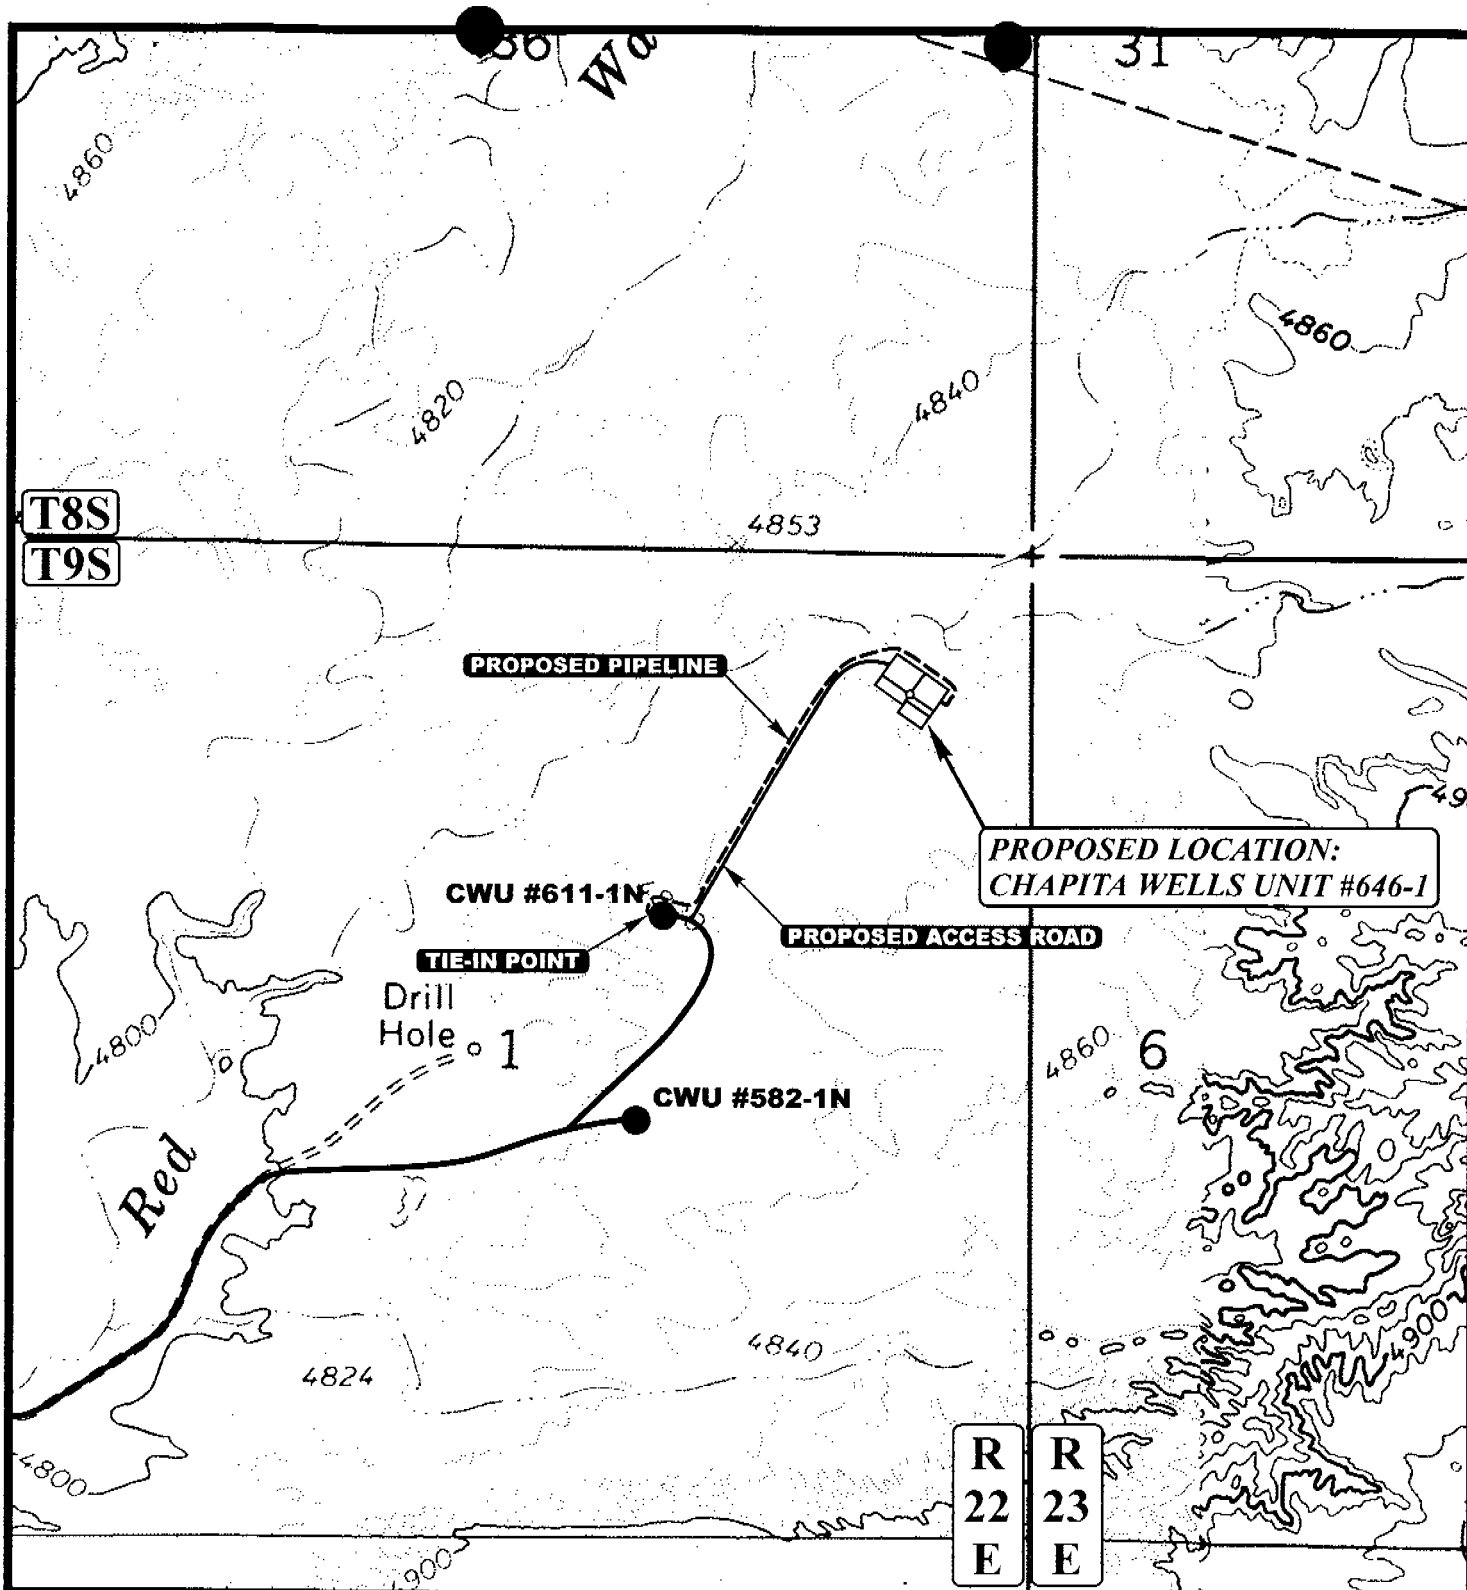 36
Wa
31
4860
4860
4820
4840
T8S
4853
T9S
PROPOSED PIPELINE
PROPOSED LOCATION:
CHAPITA WELLS UNIT #646-1
CWU #611-1N
PROPOSED ACCESS ROAD
TIE-IN POINT
Drill
Hole
1
4800
4860
6
CWU #582-1N
Red
4840
4900
4824
4800
R
22
E
R
23
E